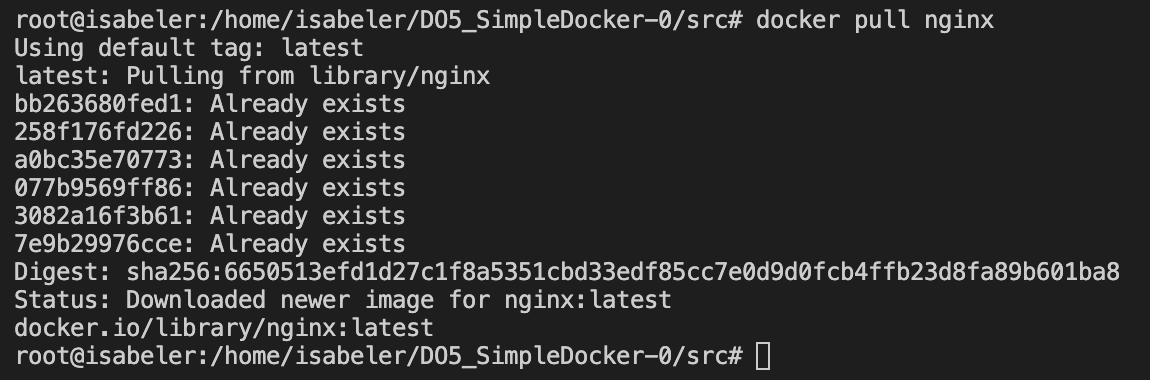 root@isabeler:/home/isabeler/DO5_SimpleDocker-0/src# docker pull nginx
Using default tag: latest
latest: Pulling from library/nginx
bb263680fed1: Already exists
258f176fd226: Already exists
a0bc35e70773: Already exists
077b9569ff86: Already exists
3082a16f3b61: Already exists
7e9b29976cce: Already exists
Digest: sha256:6650513efd1d27c1f8a5351cbd33edf85cc7e0d9d0fcb4ffb23d8fa89b601ba8
Status: Downloaded newer image for nginx:latest
docker.io/library/nginx:latest
root@isabeler:/home/isabeler/DO5_SimpleDocker-0/src#